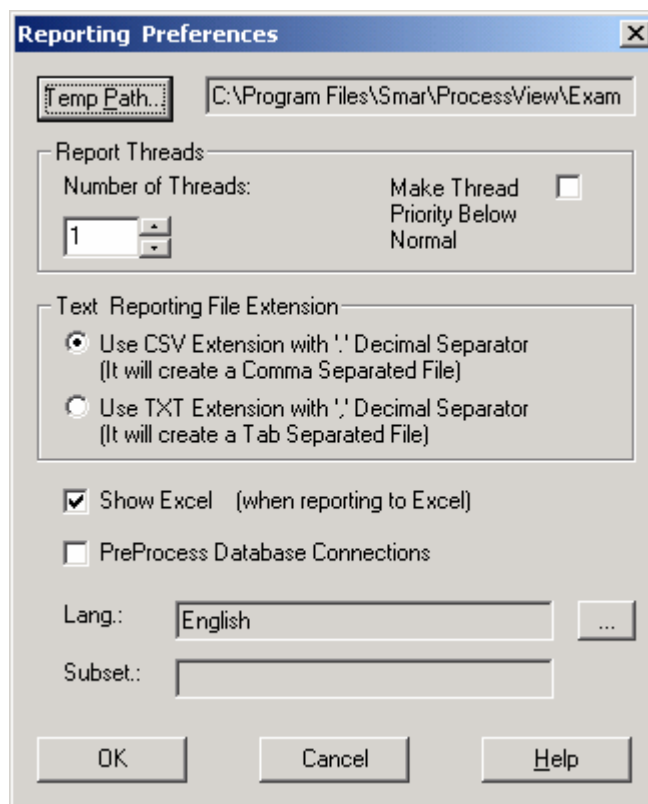 Reporting Preferences
Temp Path...
C:\Program Files\Smar\ProcessView\Exam
Report Threads
Number of Threads:
Make Thread
Priority Below
Normal
1
Text Reporting File Extension
Use CSV Extension with '.' Decimal Separator
(It will create a Comma Separated File)
Use TXT Extension with ',' Decimal Separator
(It will create a Tab Separated File)
Show Excel (when reporting to Excel)
PreProcess Database Connections
Lang.:
English
...
Subset.:
OK
Cancel
Help